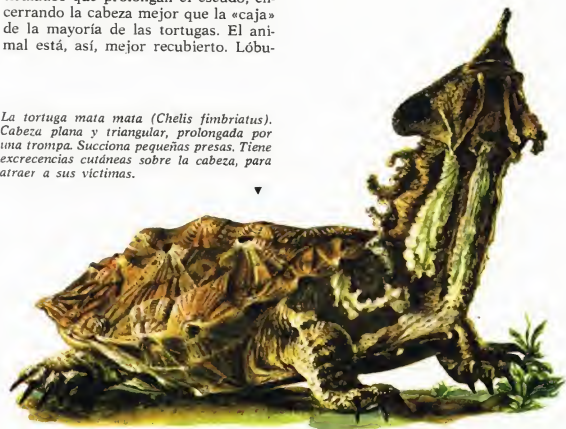 cerrando la cabeza mejor que la «caja»
de la mayoría de las tortugas. El ani-
mal está, así, mejor recubierto. Lóbu-
La tortuga mata mata (Chelis fimbriatus).
Cabeza plana y triangular, prolongada por
una trompa. Succiona pequeñas presas. Tiene
excrecencias cutáneas sobre la cabeza, para
atraer a sus víctimas.